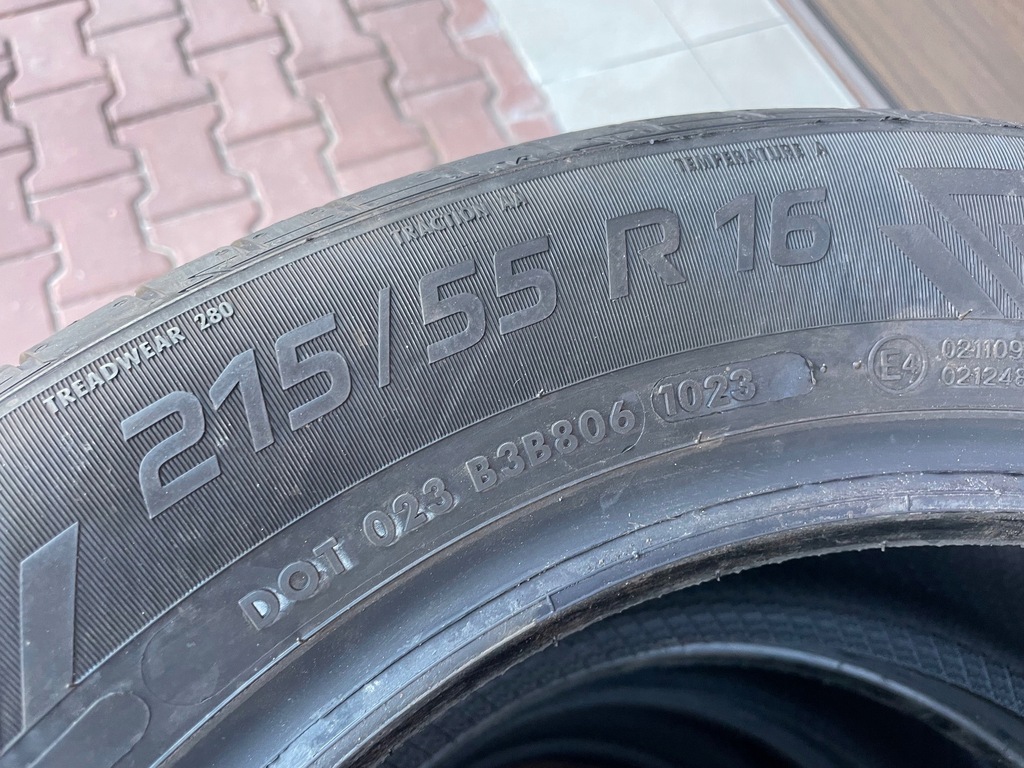 TREADWEAR 280
TRACTION AA
TEMPERATURE A
215/55 R 16
DOT 023 B3B806 1023
E4
021109
021248